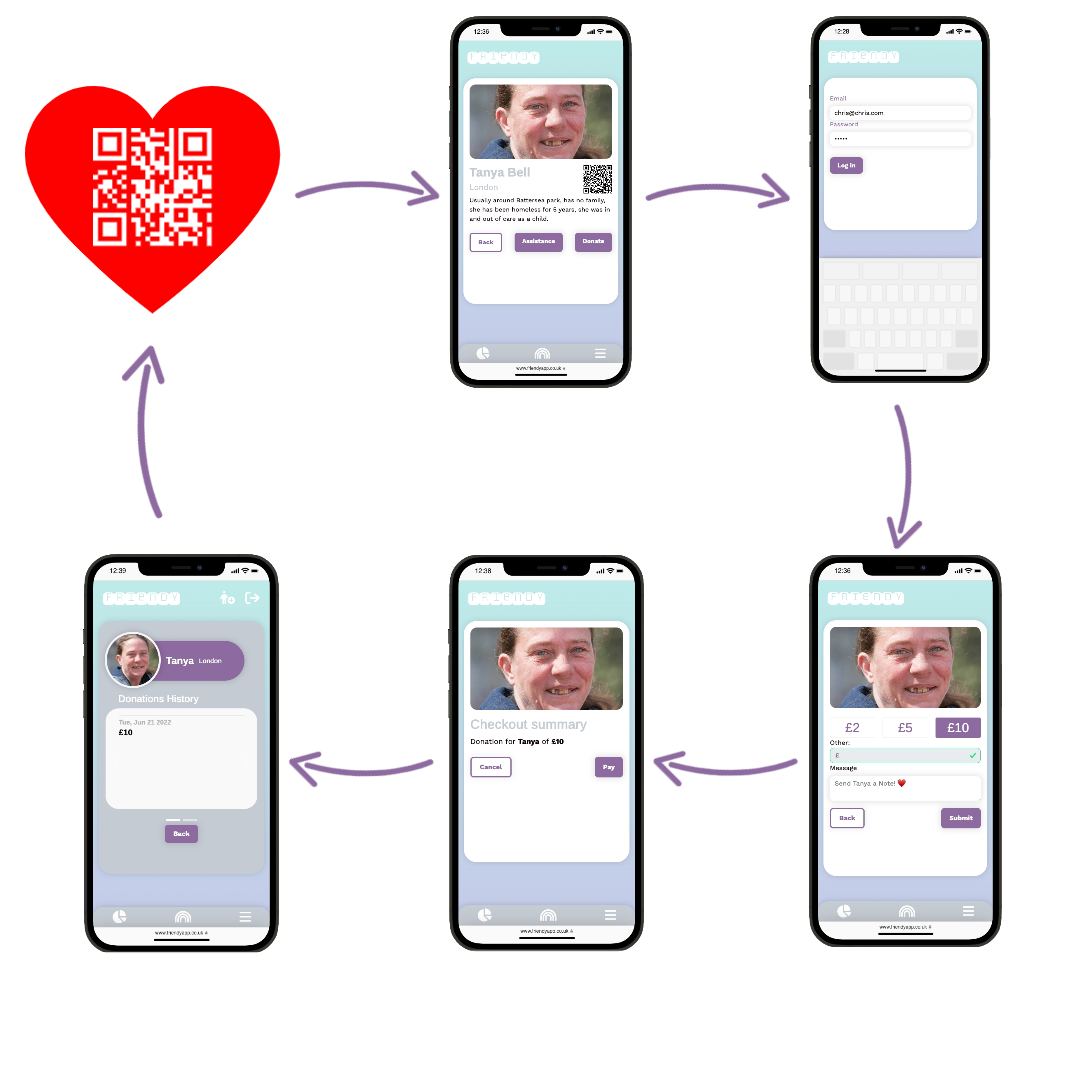 12:36
FRIENDY
Tanya Bell
London
Usually around Battersea park, has no family,
she has been homeless for 5 years, she was in
and out of care as a child.
Back
Assistance
Donate
www.friendyapp.co.uk
12:28
FRIENDY
Email
chris@chris.com
Password
•••••
Log in
12:39
FRIENDY
Tanya London
Donations History
Tue, Jun 21 2022
£10
Back
www.friendyapp.co.uk
12:38
FRIENDY
Checkout summary
Donation for Tanya of £10
Cancel
Pay
www.friendyapp.co.uk
12:36
FRIENDY
£2
£5
£10
Other:
£
Message
Send Tanya a Note! ❤️
Back
Submit
www.friendyapp.co.uk